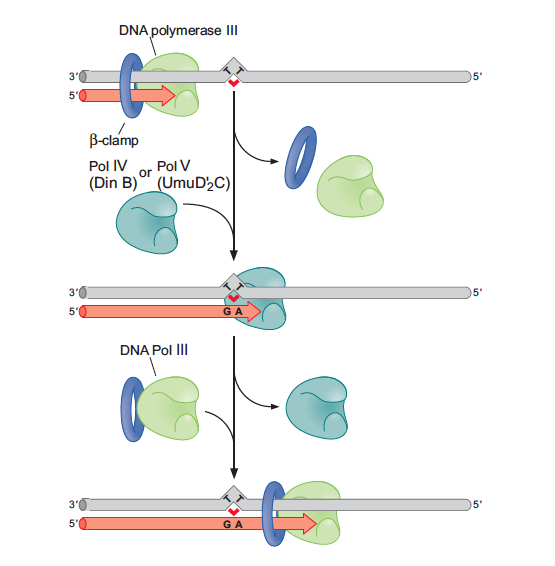 DNA polymerase III
T T
3′ 5′
5′
β-clamp
Pol IV or Pol V
(Din B) (UmuD′2C)
T T
3′ 5′
5′ G A
DNA Pol III
T T
3′ 5′
5′ G A